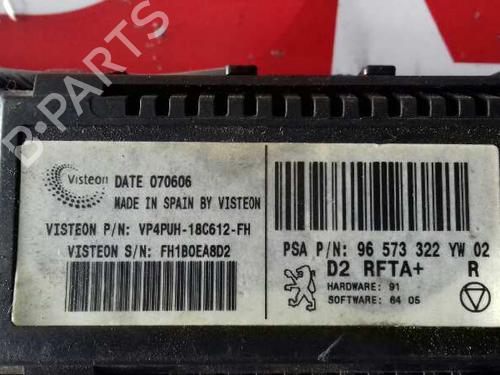 B-PARTS
Visteon
DATE 070606
MADE IN SPAIN BY VISTEON
VISTEON P/N: VP4PUH-18C612-FH
VISTEON S/N: FH1B0EA8D2
PSA P/N: 96 573 322 YW 02
D2 RFTA+ R
HARDWARE: 91
SOFTWARE: 64 05